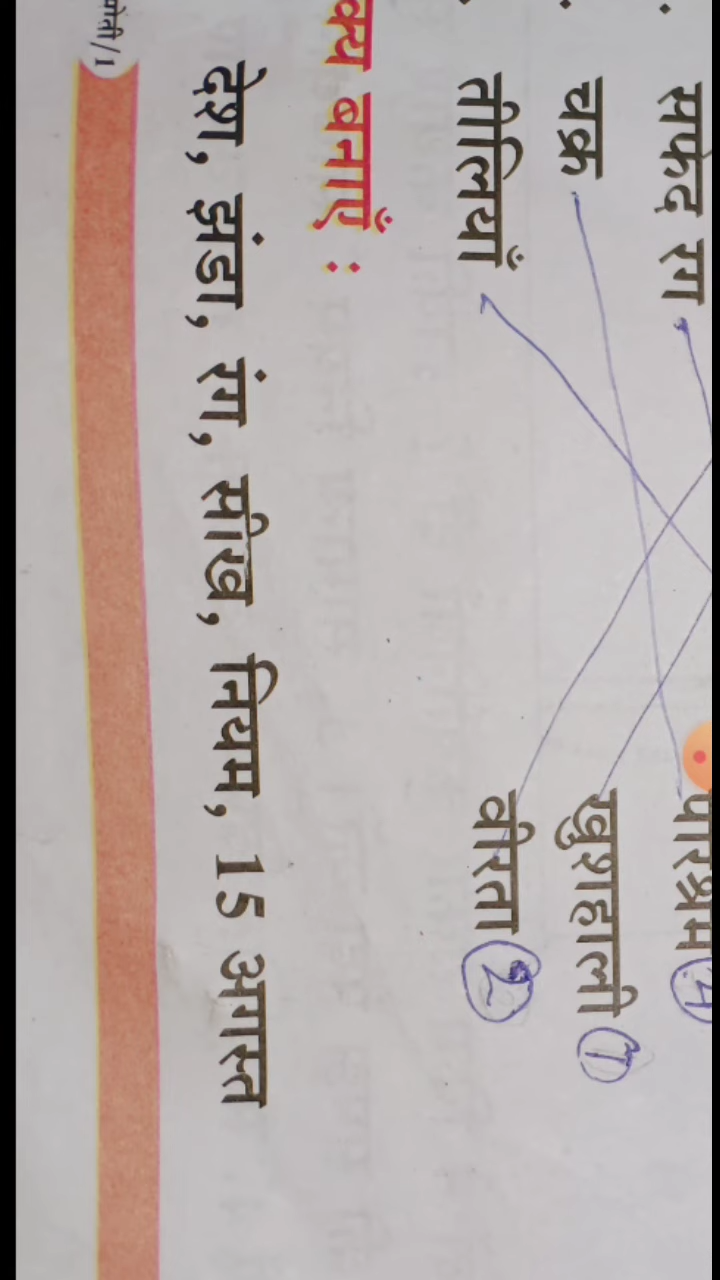 सफेद रंग परिश्रम 4
चक्र खुशहाली 1
तीलियाँ वीरता 2
क्य बनाएँ :
देश, झंडा, रंग, सीख, नियम, 15 अगस्त